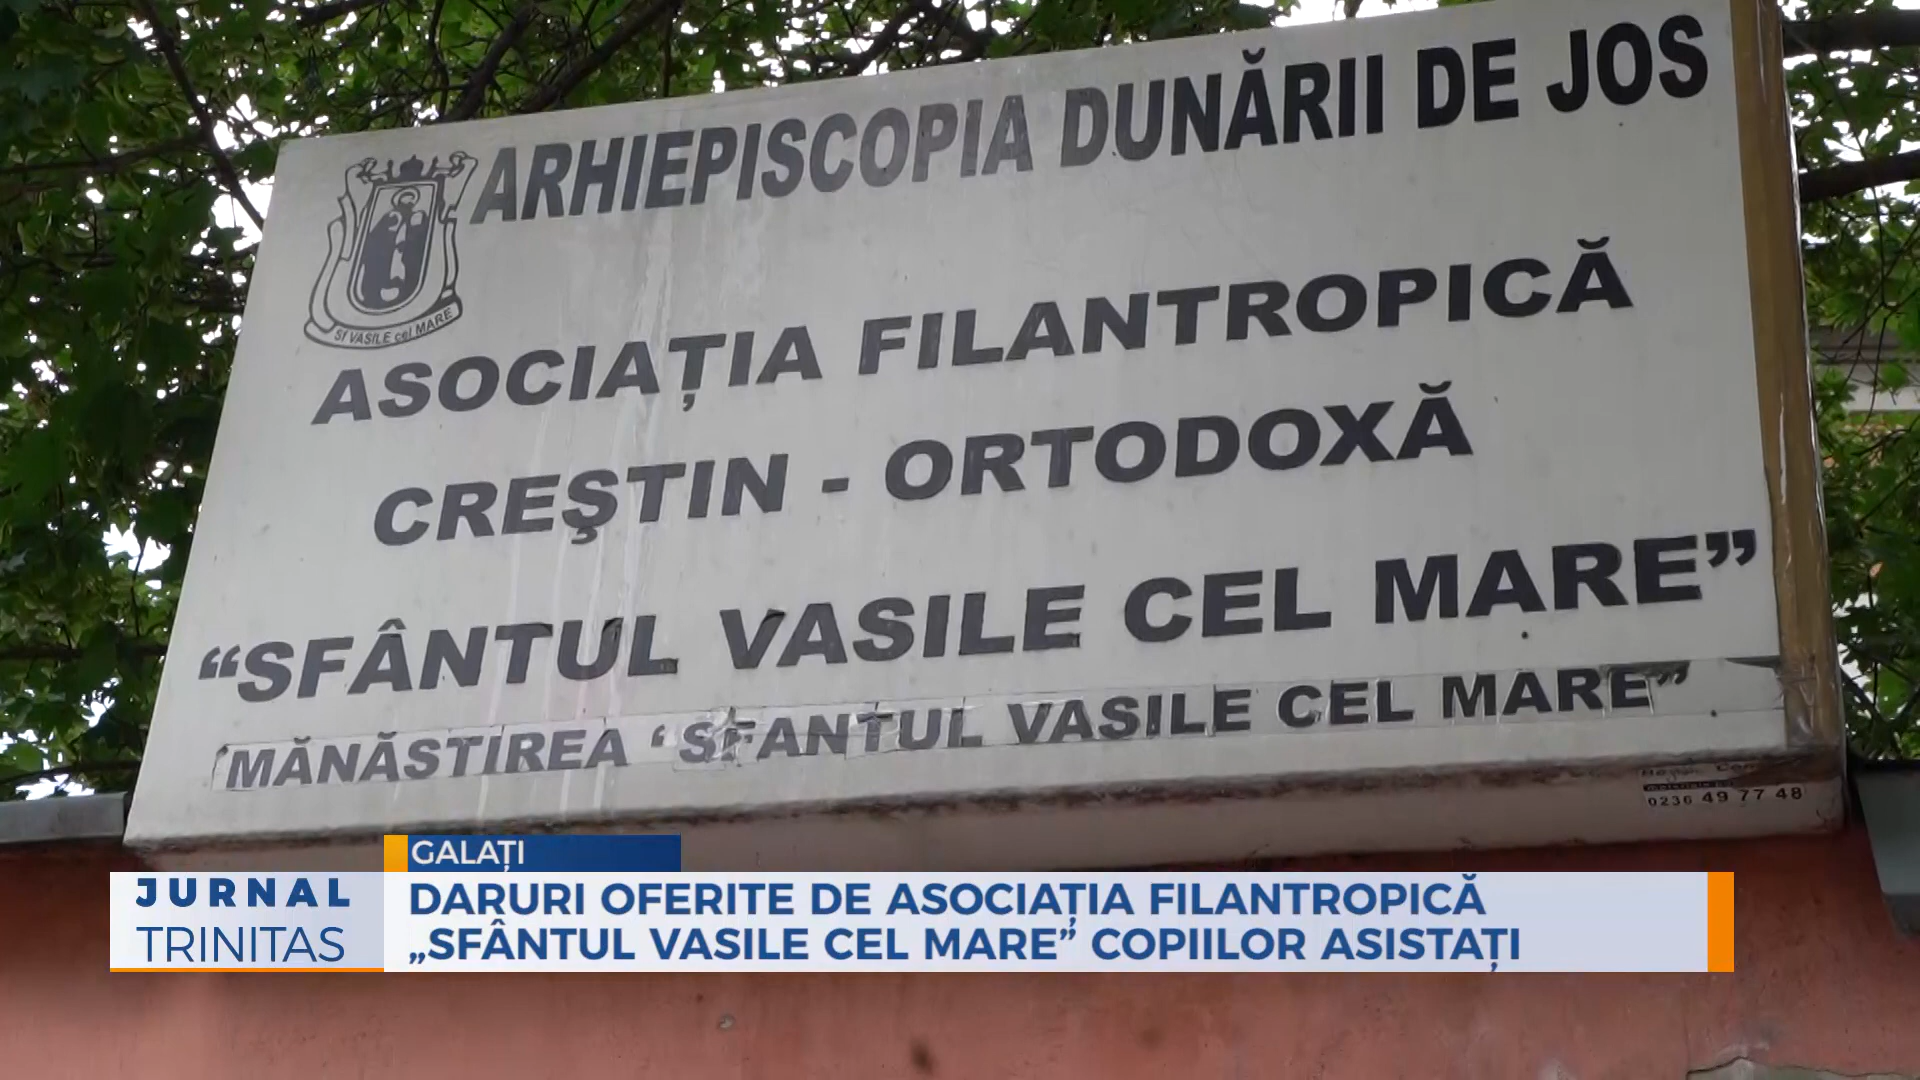 ARHIEPISCOPIA DUNĂRII DE JOS
Sf VASILE cel MARE
ASOCIAȚIA FILANTROPICĂ
CREŞTIN - ORTODOXĂ
“SFÂNTUL VASILE CEL MARE”
MĂNĂSTIREA ‘ SFANTUL VASILE CEL MARE”
0236 49 77 48
GALAȚI
JURNAL
TRINITAS
DARURI OFERITE DE ASOCIAȚIA FILANTROPICĂ
„SFÂNTUL VASILE CEL MARE” COPIILOR ASISTAȚI